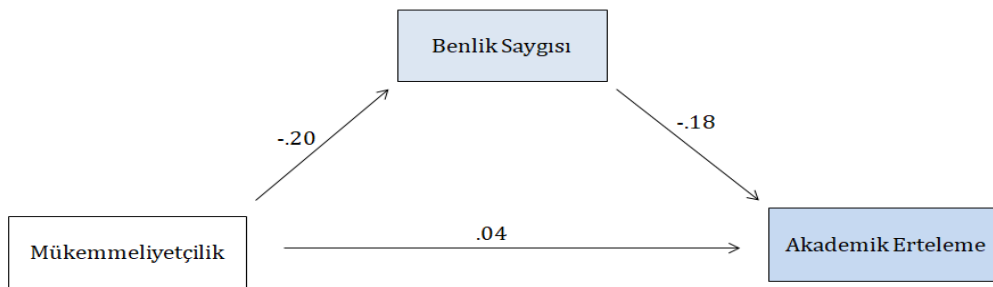 Benlik Saygısı
-.20
-.18
.04
Mükemmeliyetçilik
Akademik Erteleme